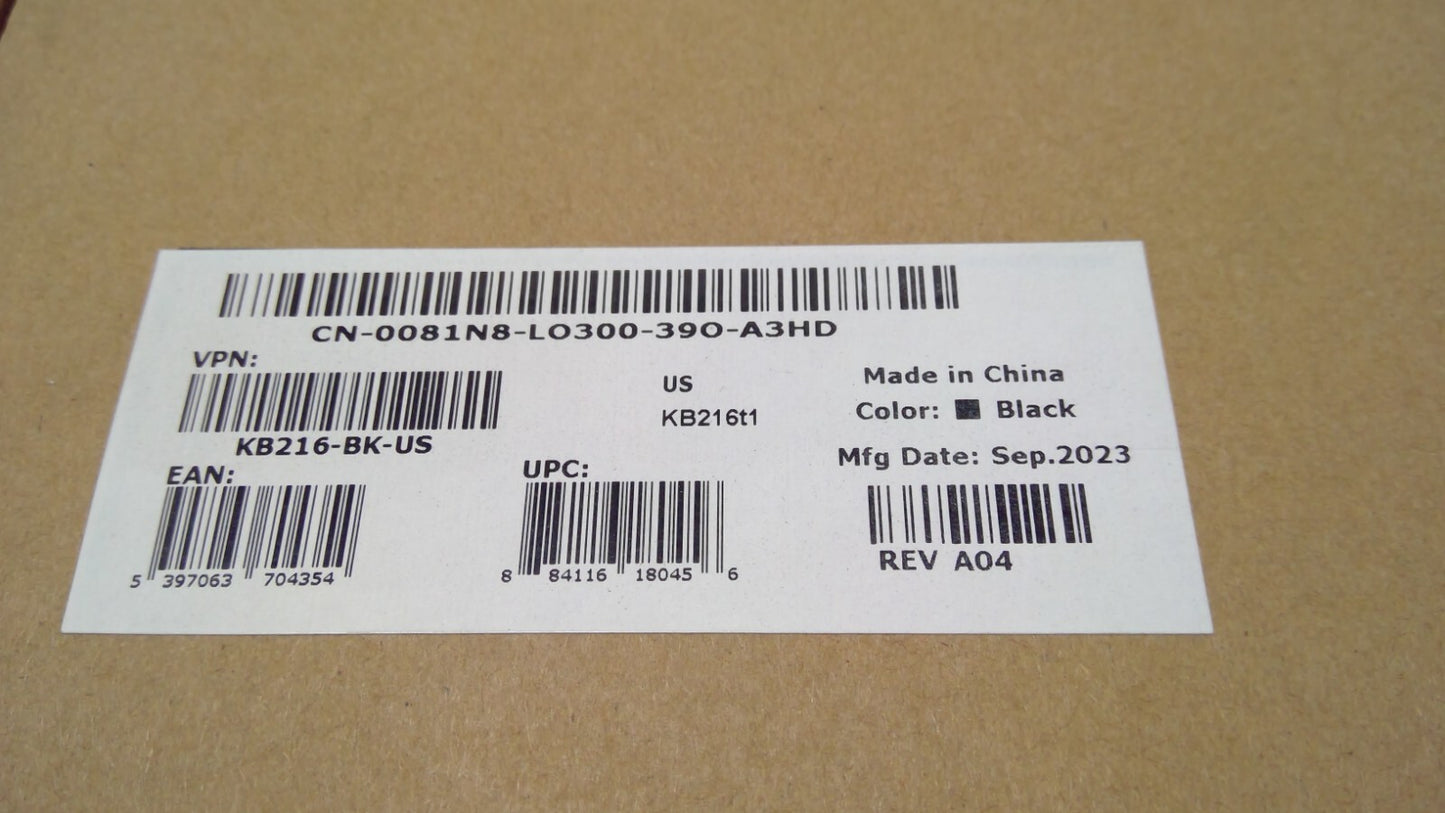 CN-0081N8-LO300-39O-A3HD
VPN:
KB216-BK-US
US
KB216t1
Made in China
Color: Black
Mfg Date: Sep.2023
EAN:
5 397063 704354
UPC:
8 84116 18045 6
REV A04